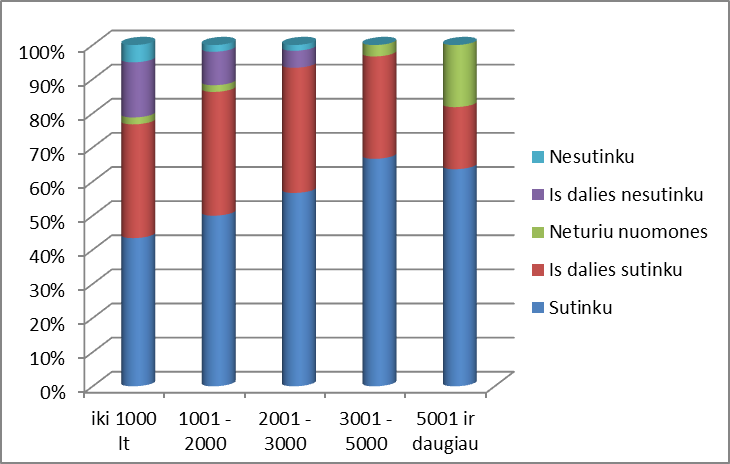 100%
90%
80%
70%
60%
50%
40%
30%
20%
10%
0%
iki 1000
lt
1001 -
2000
2001 -
3000
3001 -
5000
5001 ir
daugiau
Nesutinku
Is dalies nesutinku
Neturiu nuomones
Is dalies sutinku
Sutinku